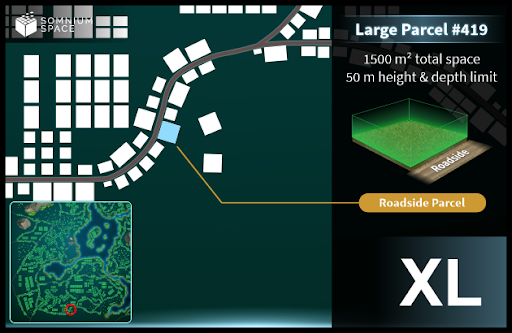 SOMNIUM
SPACE
Large Parcel #419
1500 m² total space
50 m height & depth limit
Roadside
Roadside Parcel
XL